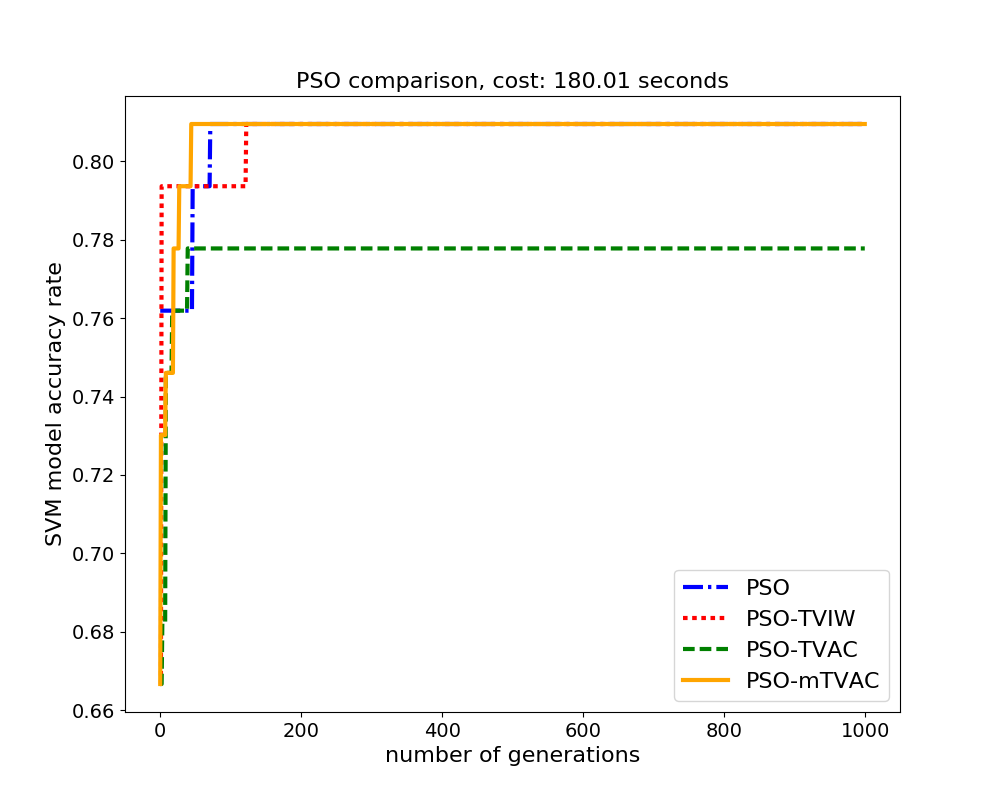 PSO comparison, cost: 180.01 seconds
SVM model accuracy rate
0.80
0.78
0.76
0.74
0.72
0.70
0.68
0.66
0 200 400 600 800 1000
number of generations
PSO
PSO-TVIW
PSO-TVAC
PSO-mTVAC